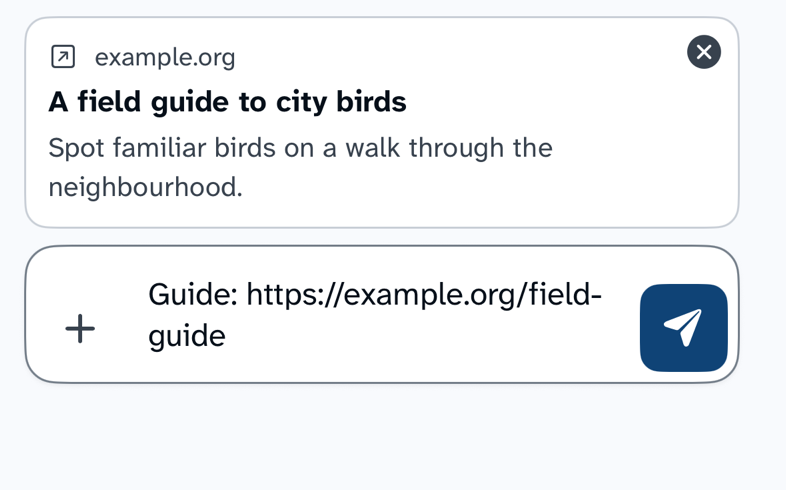 example.org
A field guide to city birds
Spot familiar birds on a walk through the
neighbourhood.
Guide: https://example.org/field-
guide